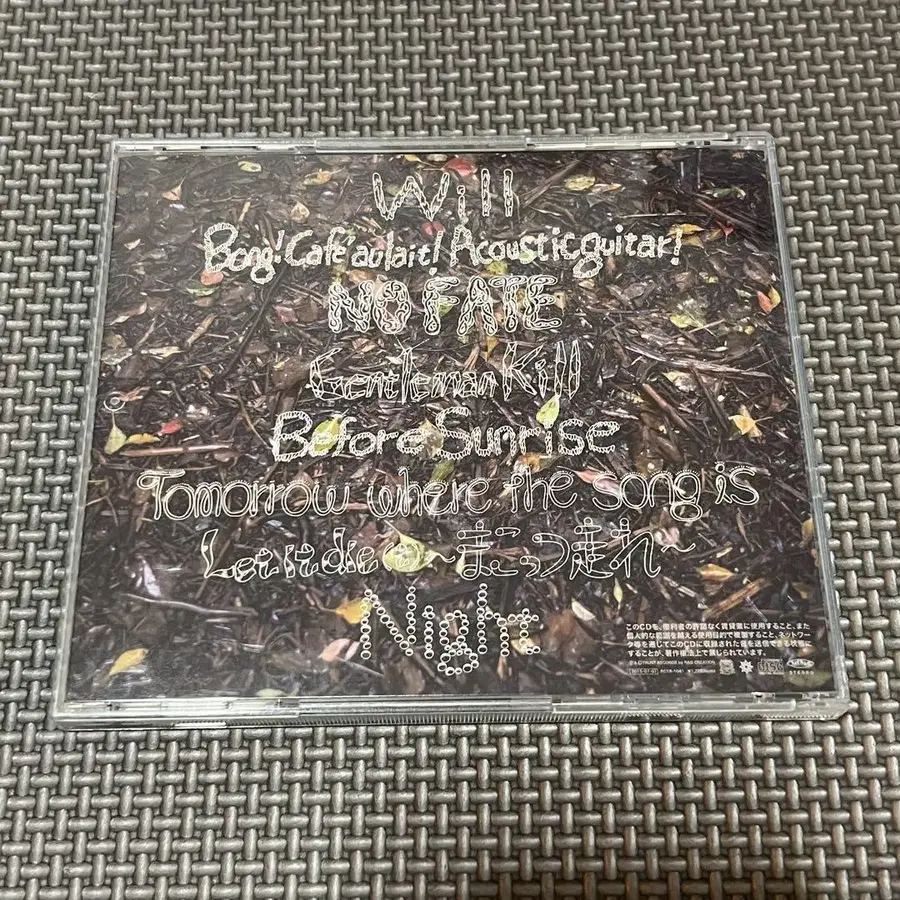 Will
Bong! Café au lait! Acoustic guitar!
NO FATE
Gentleman Kill
Before Sunrise
Tomorrow where the song is
Let it die ~まっこつ走れ~
Night
このCDを、権利者の許諾なく賃貸業に使用すること、また
個人的な範囲を越える使用目的で複製すること、ネットワー
ク等を通じてこのCDに収録された音を送信できる状態に
することが、著作権法上で禁じられています。
STEREO